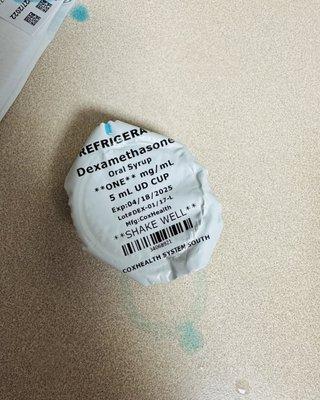 REFRIGERA
Dexamethasone
Oral Syrup
**ONE** mg/mL
5 mL UD CUP
Exp:04/18/2025
Lot#DEX-01/17-L
Mfg:CoxHealth
**SHAKE WELL**
COXHEALTH SYSTEM SOUTH